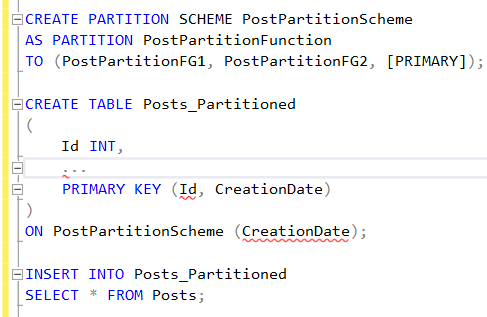 CREATE PARTITION SCHEME PostPartitionScheme
AS PARTITION PostPartitionFunction
TO (PostPartitionFG1, PostPartitionFG2, [PRIMARY]);
CREATE TABLE Posts_Partitioned
(
Id INT,
...
PRIMARY KEY (Id, CreationDate)
)
ON PostPartitionScheme (CreationDate);
INSERT INTO Posts_Partitioned
SELECT * FROM Posts;